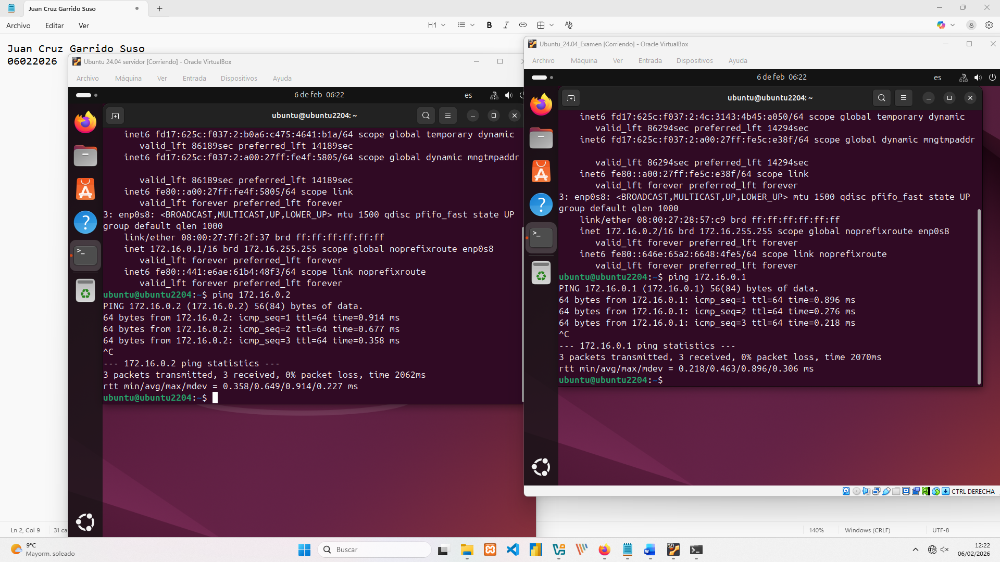 Juan Cruz Garrido Suso
Archivo Editar Ver
H1
Juan Cruz Garrido Suso
06022026
Ubuntu 24.04 servidor [Corriendo] - Oracle VirtualBox
Archivo Máquina Ver Entrada Dispositivos Ayuda
6 de feb 06:22
es
ubuntu@ubuntu2204: ~
inet6 fd17:625c:f037:2:b0a6:c475:4641:b1a/64 scope global temporary dynamic
valid_lft 86189sec preferred_lft 14189sec
inet6 fd17:625c:f037:2:a00:27ff:fe4f:5805/64 scope global dynamic mngtmpaddr
valid_lft 86189sec preferred_lft 14189sec
inet6 fe80::a00:27ff:fe4f:5805/64 scope link
valid_lft forever preferred_lft forever
3: enp0s8: <BROADCAST,MULTICAST,UP,LOWER_UP> mtu 1500 qdisc pfifo_fast state UP
group default qlen 1000
link/ether 08:00:27:7f:2f:37 brd ff:ff:ff:ff:ff:ff
inet 172.16.0.1/16 brd 172.16.255.255 scope global noprefixroute enp0s8
valid_lft forever preferred_lft forever
inet6 fe80::441:e6ae:61b4:48f3/64 scope link noprefixroute
valid_lft forever preferred_lft forever
ubuntu@ubuntu2204:~$ ping 172.16.0.2
PING 172.16.0.2 (172.16.0.2) 56(84) bytes of data.
64 bytes from 172.16.0.2: icmp_seq=1 ttl=64 time=0.914 ms
64 bytes from 172.16.0.2: icmp_seq=2 ttl=64 time=0.677 ms
64 bytes from 172.16.0.2: icmp_seq=3 ttl=64 time=0.358 ms
^C
--- 172.16.0.2 ping statistics ---
3 packets transmitted, 3 received, 0% packet loss, time 2062ms
rtt min/avg/max/mdev = 0.358/0.649/0.914/0.227 ms
ubuntu@ubuntu2204:~$
Ubuntu_24.04_Examen [Corriendo] - Oracle VirtualBox
Archivo Máquina Ver Entrada Dispositivos Ayuda
6 de feb 06:22
es
ubuntu@ubuntu2204: ~
inet6 fd17:625c:f037:2:4c:3143:4b45:a050/64 scope global temporary dynamic
valid_lft 86294sec preferred_lft 14294sec
inet6 fd17:625c:f037:2:a00:27ff:fe5c:e38f/64 scope global dynamic mngtmpaddr
valid_lft 86294sec preferred_lft 14294sec
inet6 fe80::a00:27ff:fe5c:e38f/64 scope link
valid_lft forever preferred_lft forever
3: enp0s8: <BROADCAST,MULTICAST,UP,LOWER_UP> mtu 1500 qdisc pfifo_fast state UP
group default qlen 1000
link/ether 08:00:27:28:57:c9 brd ff:ff:ff:ff:ff:ff
inet 172.16.0.2/16 brd 172.16.255.255 scope global noprefixroute enp0s8
valid_lft forever preferred_lft forever
inet6 fe80::646e:65a2:6648:4fe5/64 scope link noprefixroute
valid_lft forever preferred_lft forever
ubuntu@ubuntu2204:~$ ping 172.16.0.1
PING 172.16.0.1 (172.16.0.1) 56(84) bytes of data.
64 bytes from 172.16.0.1: icmp_seq=1 ttl=64 time=0.896 ms
64 bytes from 172.16.0.1: icmp_seq=2 ttl=64 time=0.276 ms
64 bytes from 172.16.0.1: icmp_seq=3 ttl=64 time=0.218 ms
^C
--- 172.16.0.1 ping statistics ---
3 packets transmitted, 3 received, 0% packet loss, time 2070ms
rtt min/avg/max/mdev = 0.218/0.463/0.896/0.306 ms
ubuntu@ubuntu2204:~$
CTRL DERECHA
Ln 2, Col 9 31 ca
140% Windows (CRLF) UTF-8
9°C
Mayorm. soleado
Buscar
12:22
06/02/2026